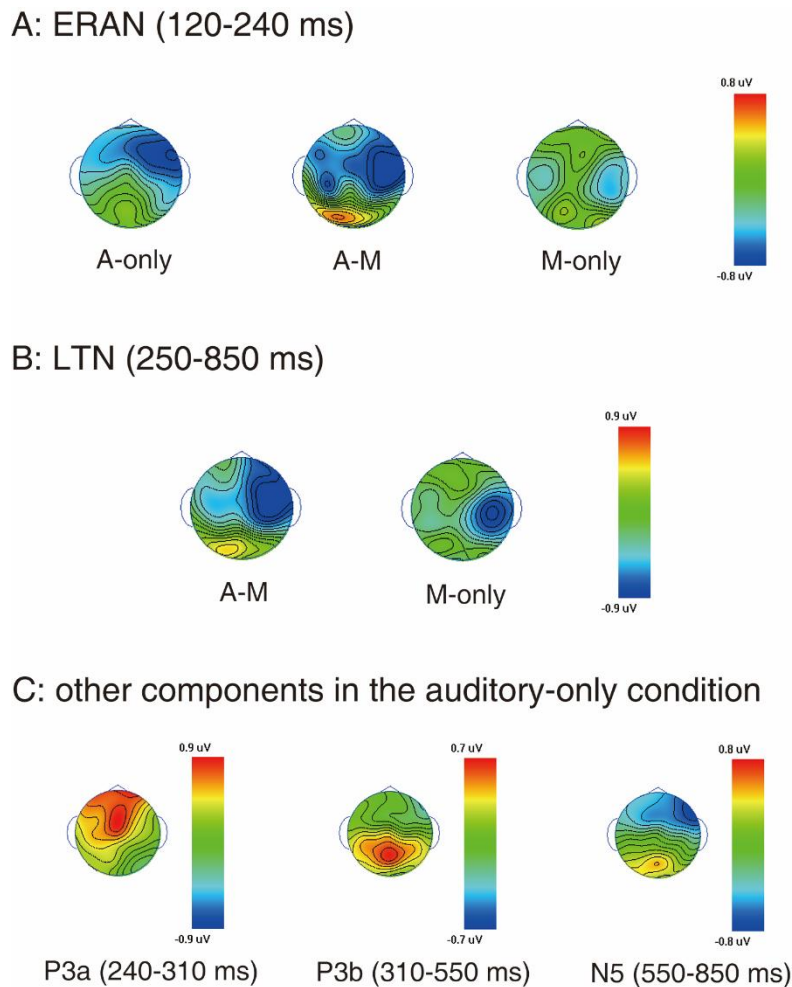 A: ERAN (120-240 ms)
0.8 uV
A-only
A-M
M-only
-0.8 uV
B: LTN (250-850 ms)
0.9 uV
A-M
M-only
-0.9 uV
C: other components in the auditory-only condition
0.9 uV
0.7 uV
0.8 uV
-0.9 uV
-0.7 uV
-0.8 uV
P3a (240-310 ms)
P3b (310-550 ms)
N5 (550-850 ms)